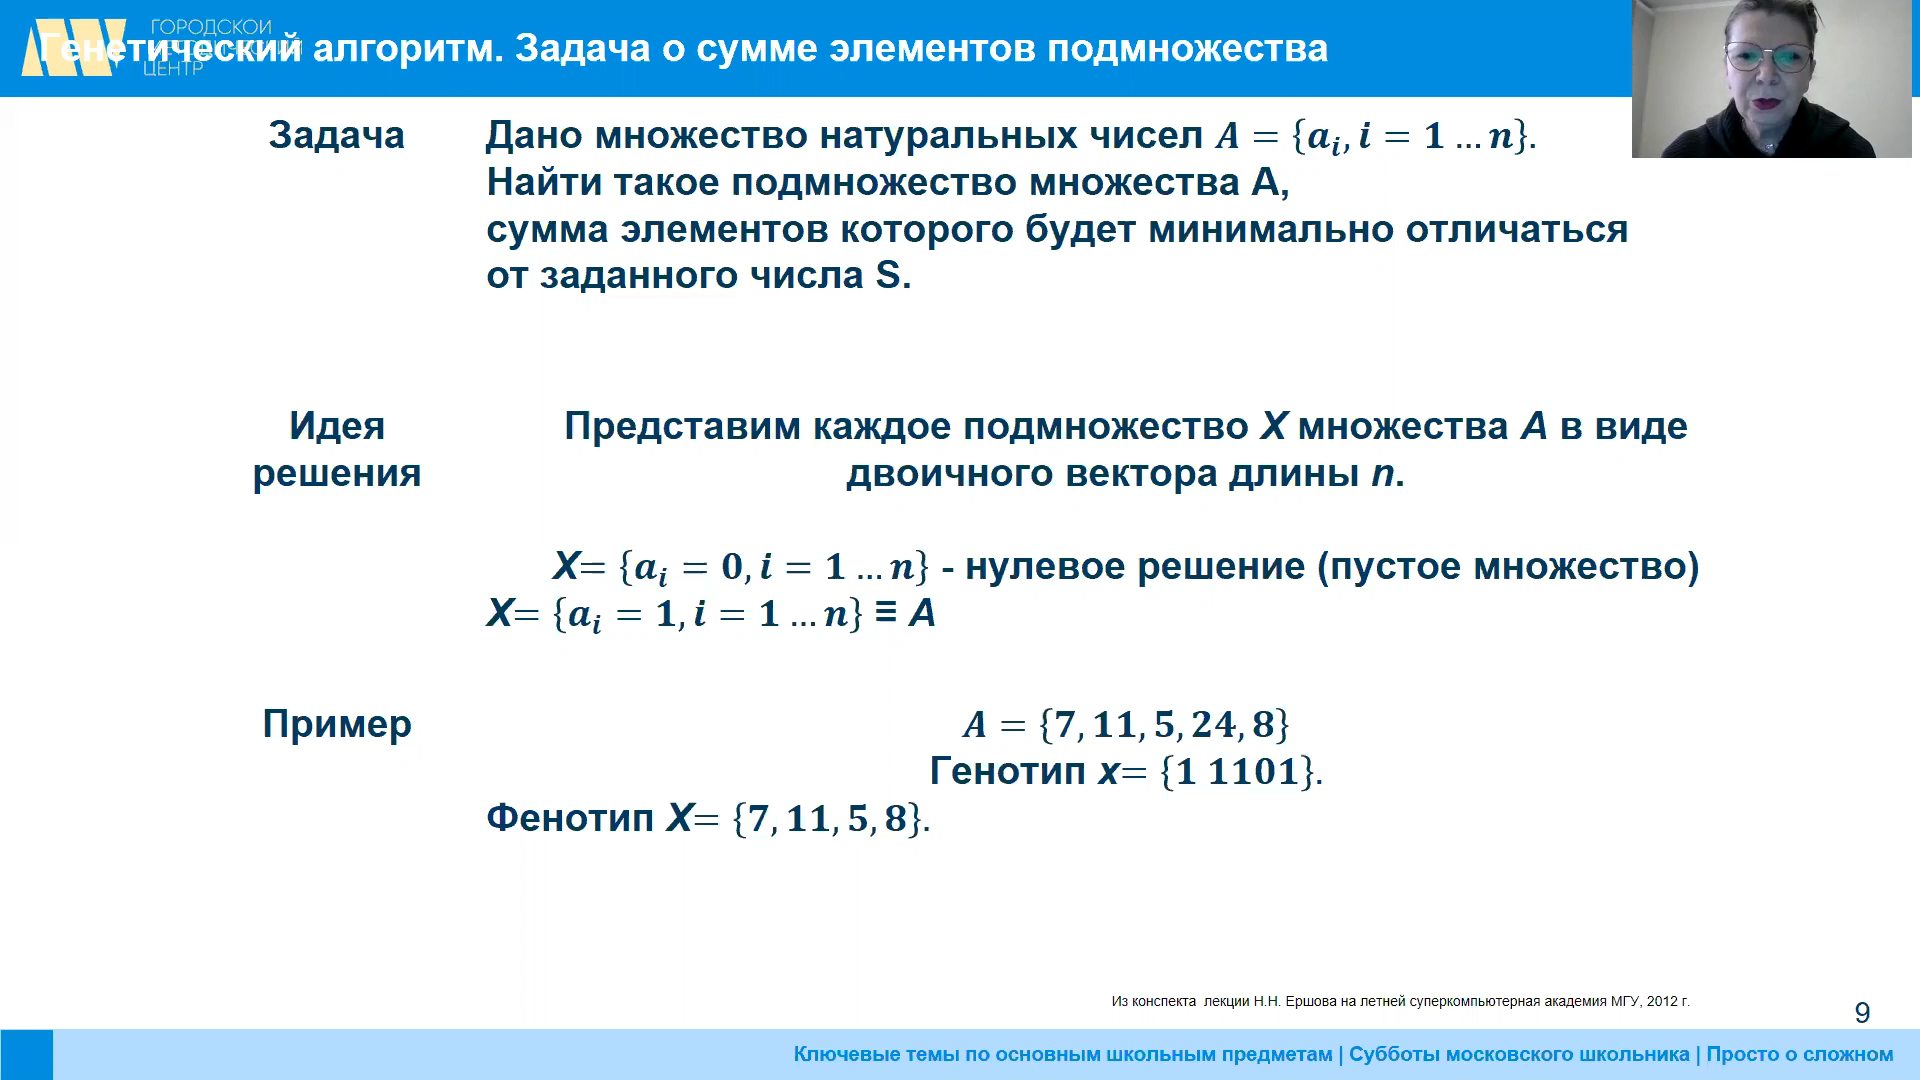 ГОРОДСКОЙ
ЦЕНТР
Генетический алгоритм. Задача о сумме элементов подмножества
Задача
Дано множество натуральных чисел A = {aᵢ, i = 1 … n}.
Найти такое подмножество множества A,
сумма элементов которого будет минимально отличаться
от заданного числа S.
Идея
решения
Представим каждое подмножество X множества A в виде
двоичного вектора длины n.
X= {aᵢ = 0, i = 1 … n} - нулевое решение (пустое множество)
X= {aᵢ = 1, i = 1 … n} ≡ A
Пример
A = {7, 11, 5, 24, 8}
Генотип x= {1 1101}.
Фенотип X= {7, 11, 5, 8}.
Из конспекта лекции Н.Н. Ершова на летней суперкомпьютерная академия МГУ, 2012 г.
9
Ключевые темы по основным школьным предметам | Субботы московского школьника | Просто о сложном